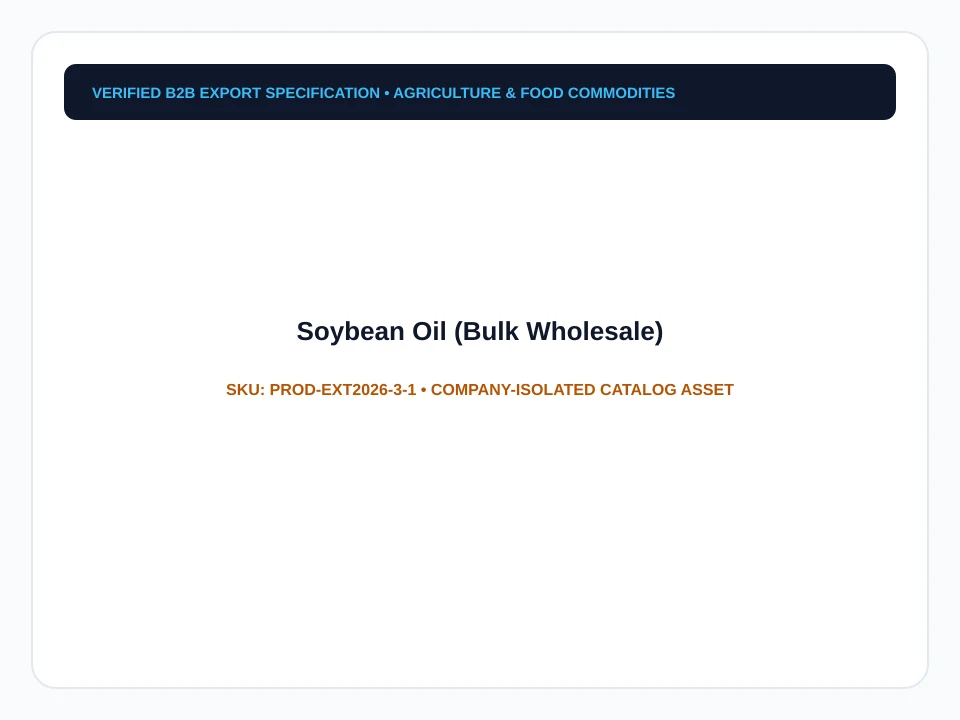 VERIFIED B2B EXPORT SPECIFICATION • AGRICULTURE & FOOD COMMODITIES
Soybean Oil (Bulk Wholesale)
SKU: PROD-EXT2026-3-1 • COMPANY-ISOLATED CATALOG ASSET